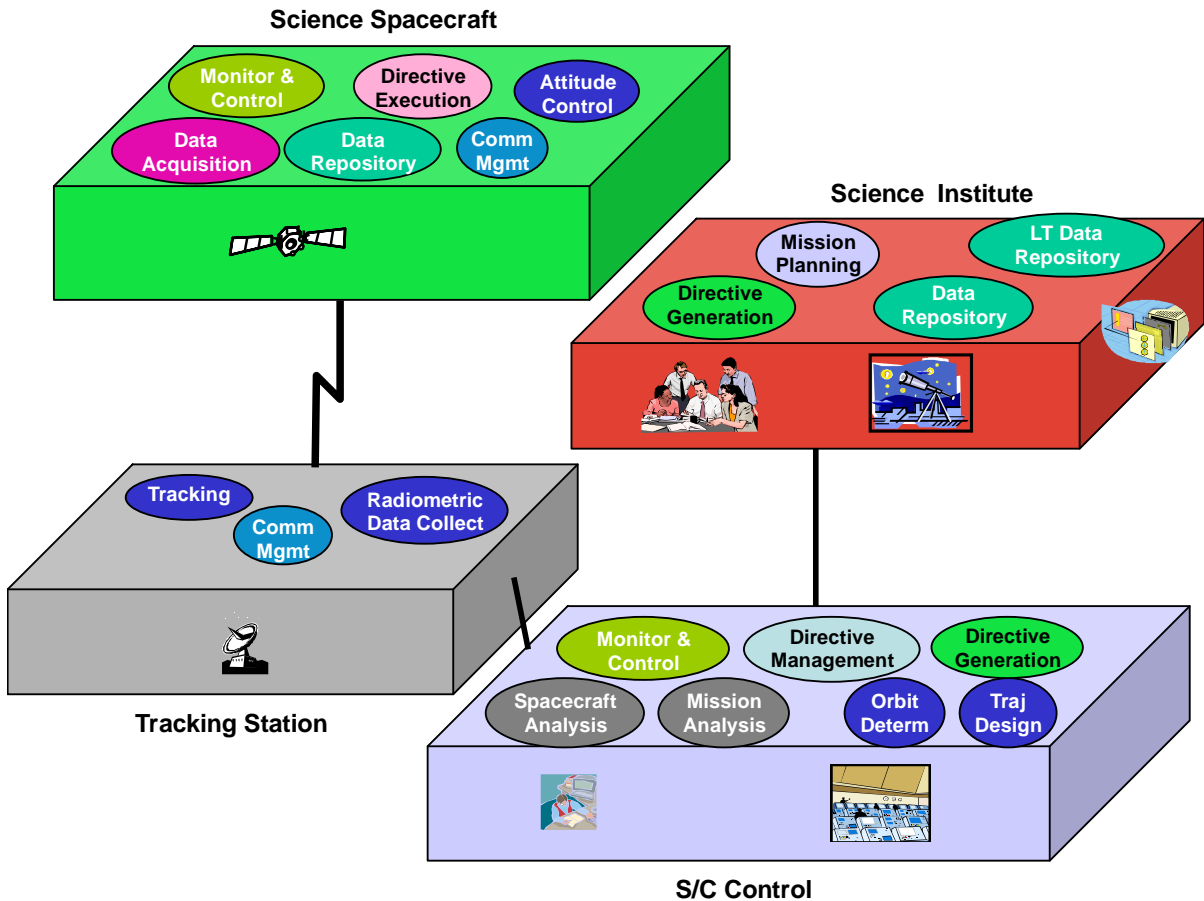 Science Spacecraft
Monitor &
Control
Directive
Execution
Attitude
Control
Data
Acquisition
Data
Repository
Comm
Mgmt
Science Institute
Mission
Planning
LT Data
Repository
Directive
Generation
Data
Repository
Tracking
Comm
Mgmt
Radiometric
Data Collect
Tracking Station
Monitor &
Control
Directive
Management
Directive
Generation
Spacecraft
Analysis
Mission
Analysis
Orbit
Determ
Traj
Design
S/C Control